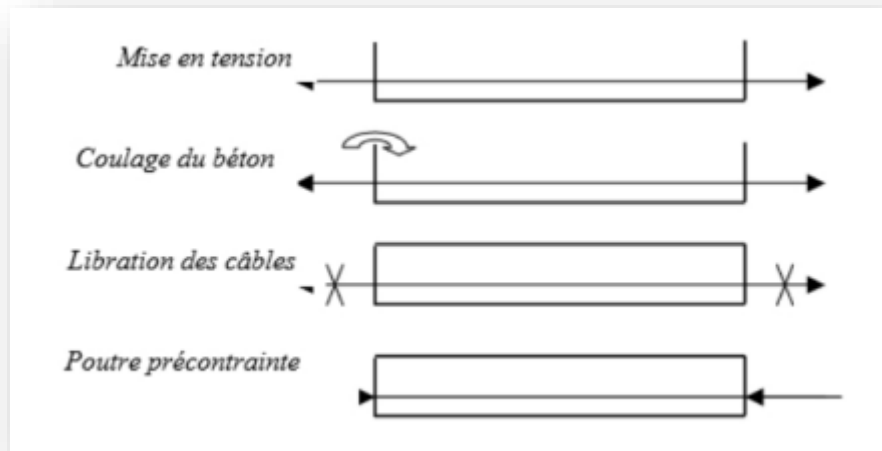 Mise en tension
Coulage du béton
Libration des câbles
Poutre précontrainte